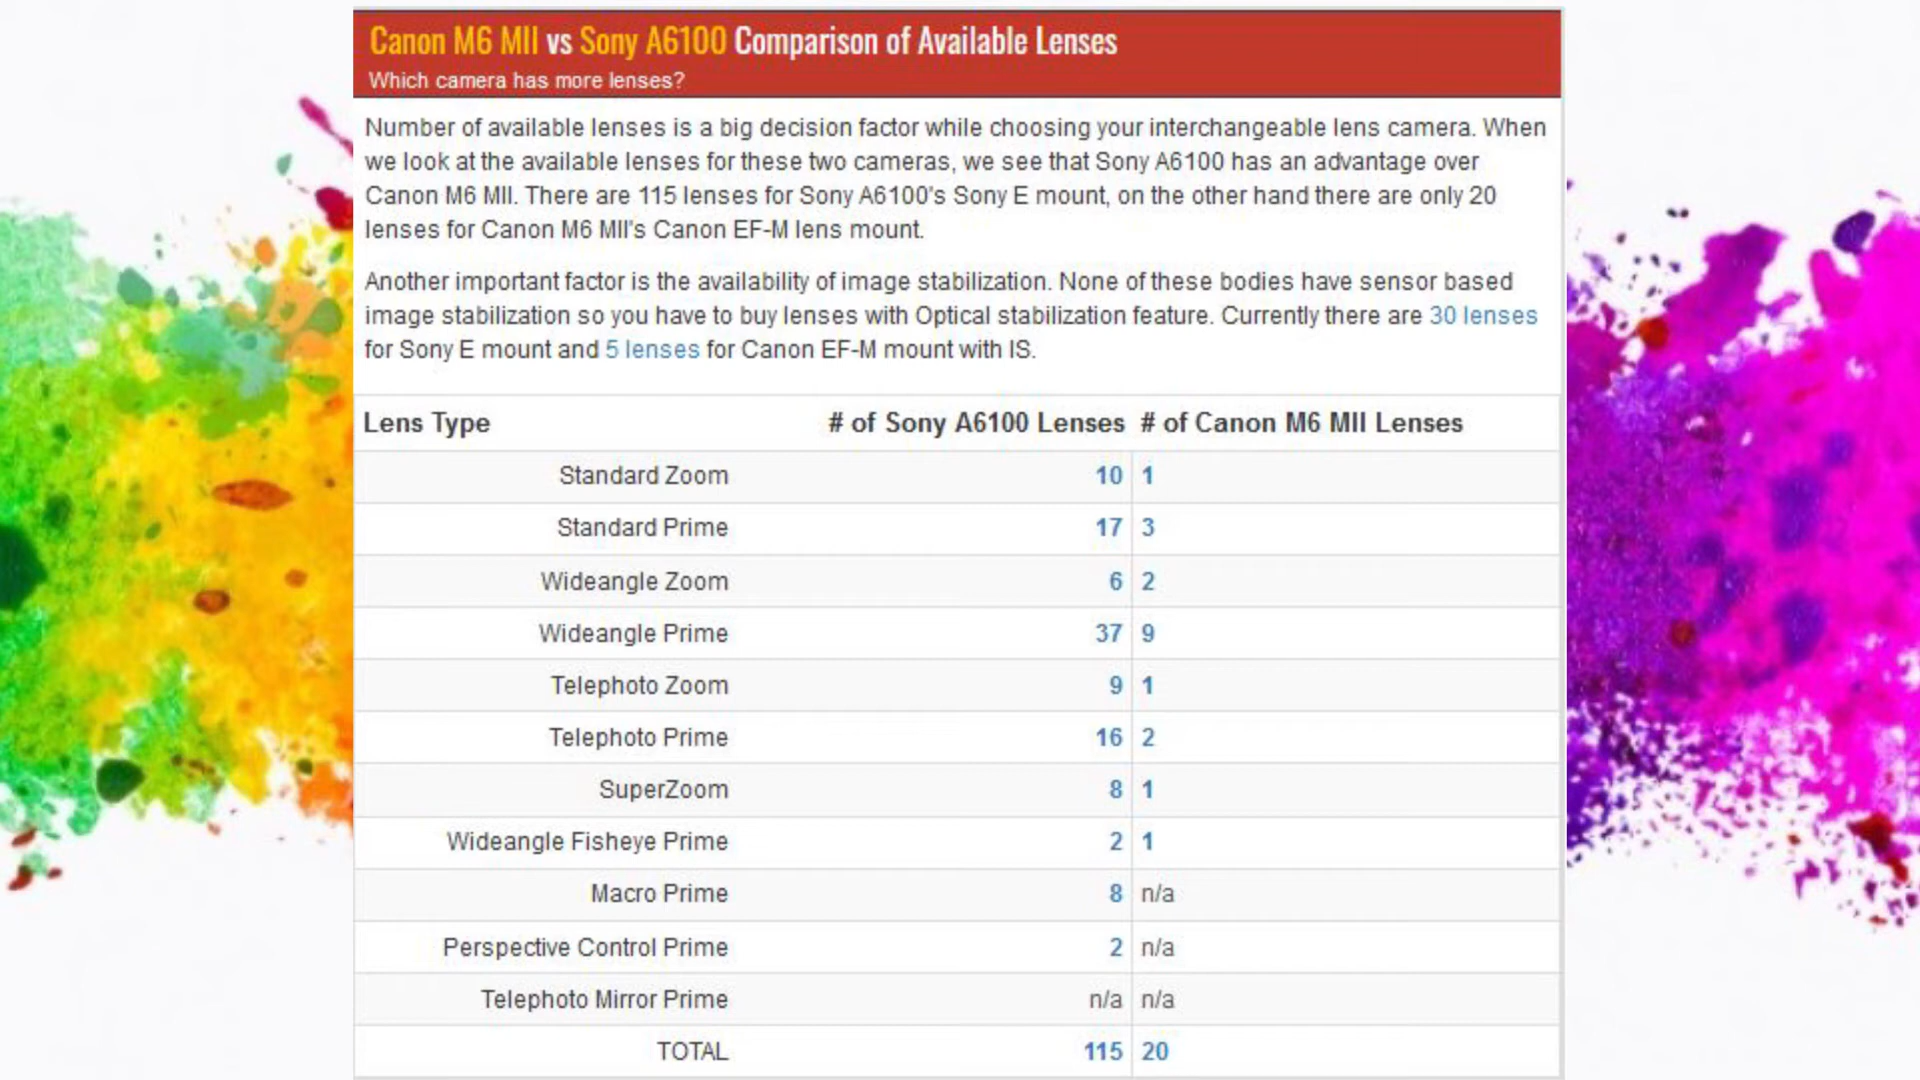 Canon M6 MII vs Sony A6100 Comparison of Available Lenses
Which camera has more lenses?
Number of available lenses is a big decision factor while choosing your interchangeable lens camera. When
we look at the available lenses for these two cameras, we see that Sony A6100 has an advantage over
Canon M6 MII. There are 115 lenses for Sony A6100's Sony E mount, on the other hand there are only 20
lenses for Canon M6 MII's Canon EF-M lens mount.
Another important factor is the availability of image stabilization. None of these bodies have sensor based
image stabilization so you have to buy lenses with Optical stabilization feature. Currently there are 30 lenses
for Sony E mount and 5 lenses for Canon EF-M mount with IS.
Lens Type # of Sony A6100 Lenses # of Canon M6 MII Lenses
Standard Zoom 10 1
Standard Prime 17 3
Wideangle Zoom 6 2
Wideangle Prime 37 9
Telephoto Zoom 9 1
Telephoto Prime 16 2
SuperZoom 8 1
Wideangle Fisheye Prime 2 1
Macro Prime 8 n/a
Perspective Control Prime 2 n/a
Telephoto Mirror Prime n/a n/a
TOTAL 115 20